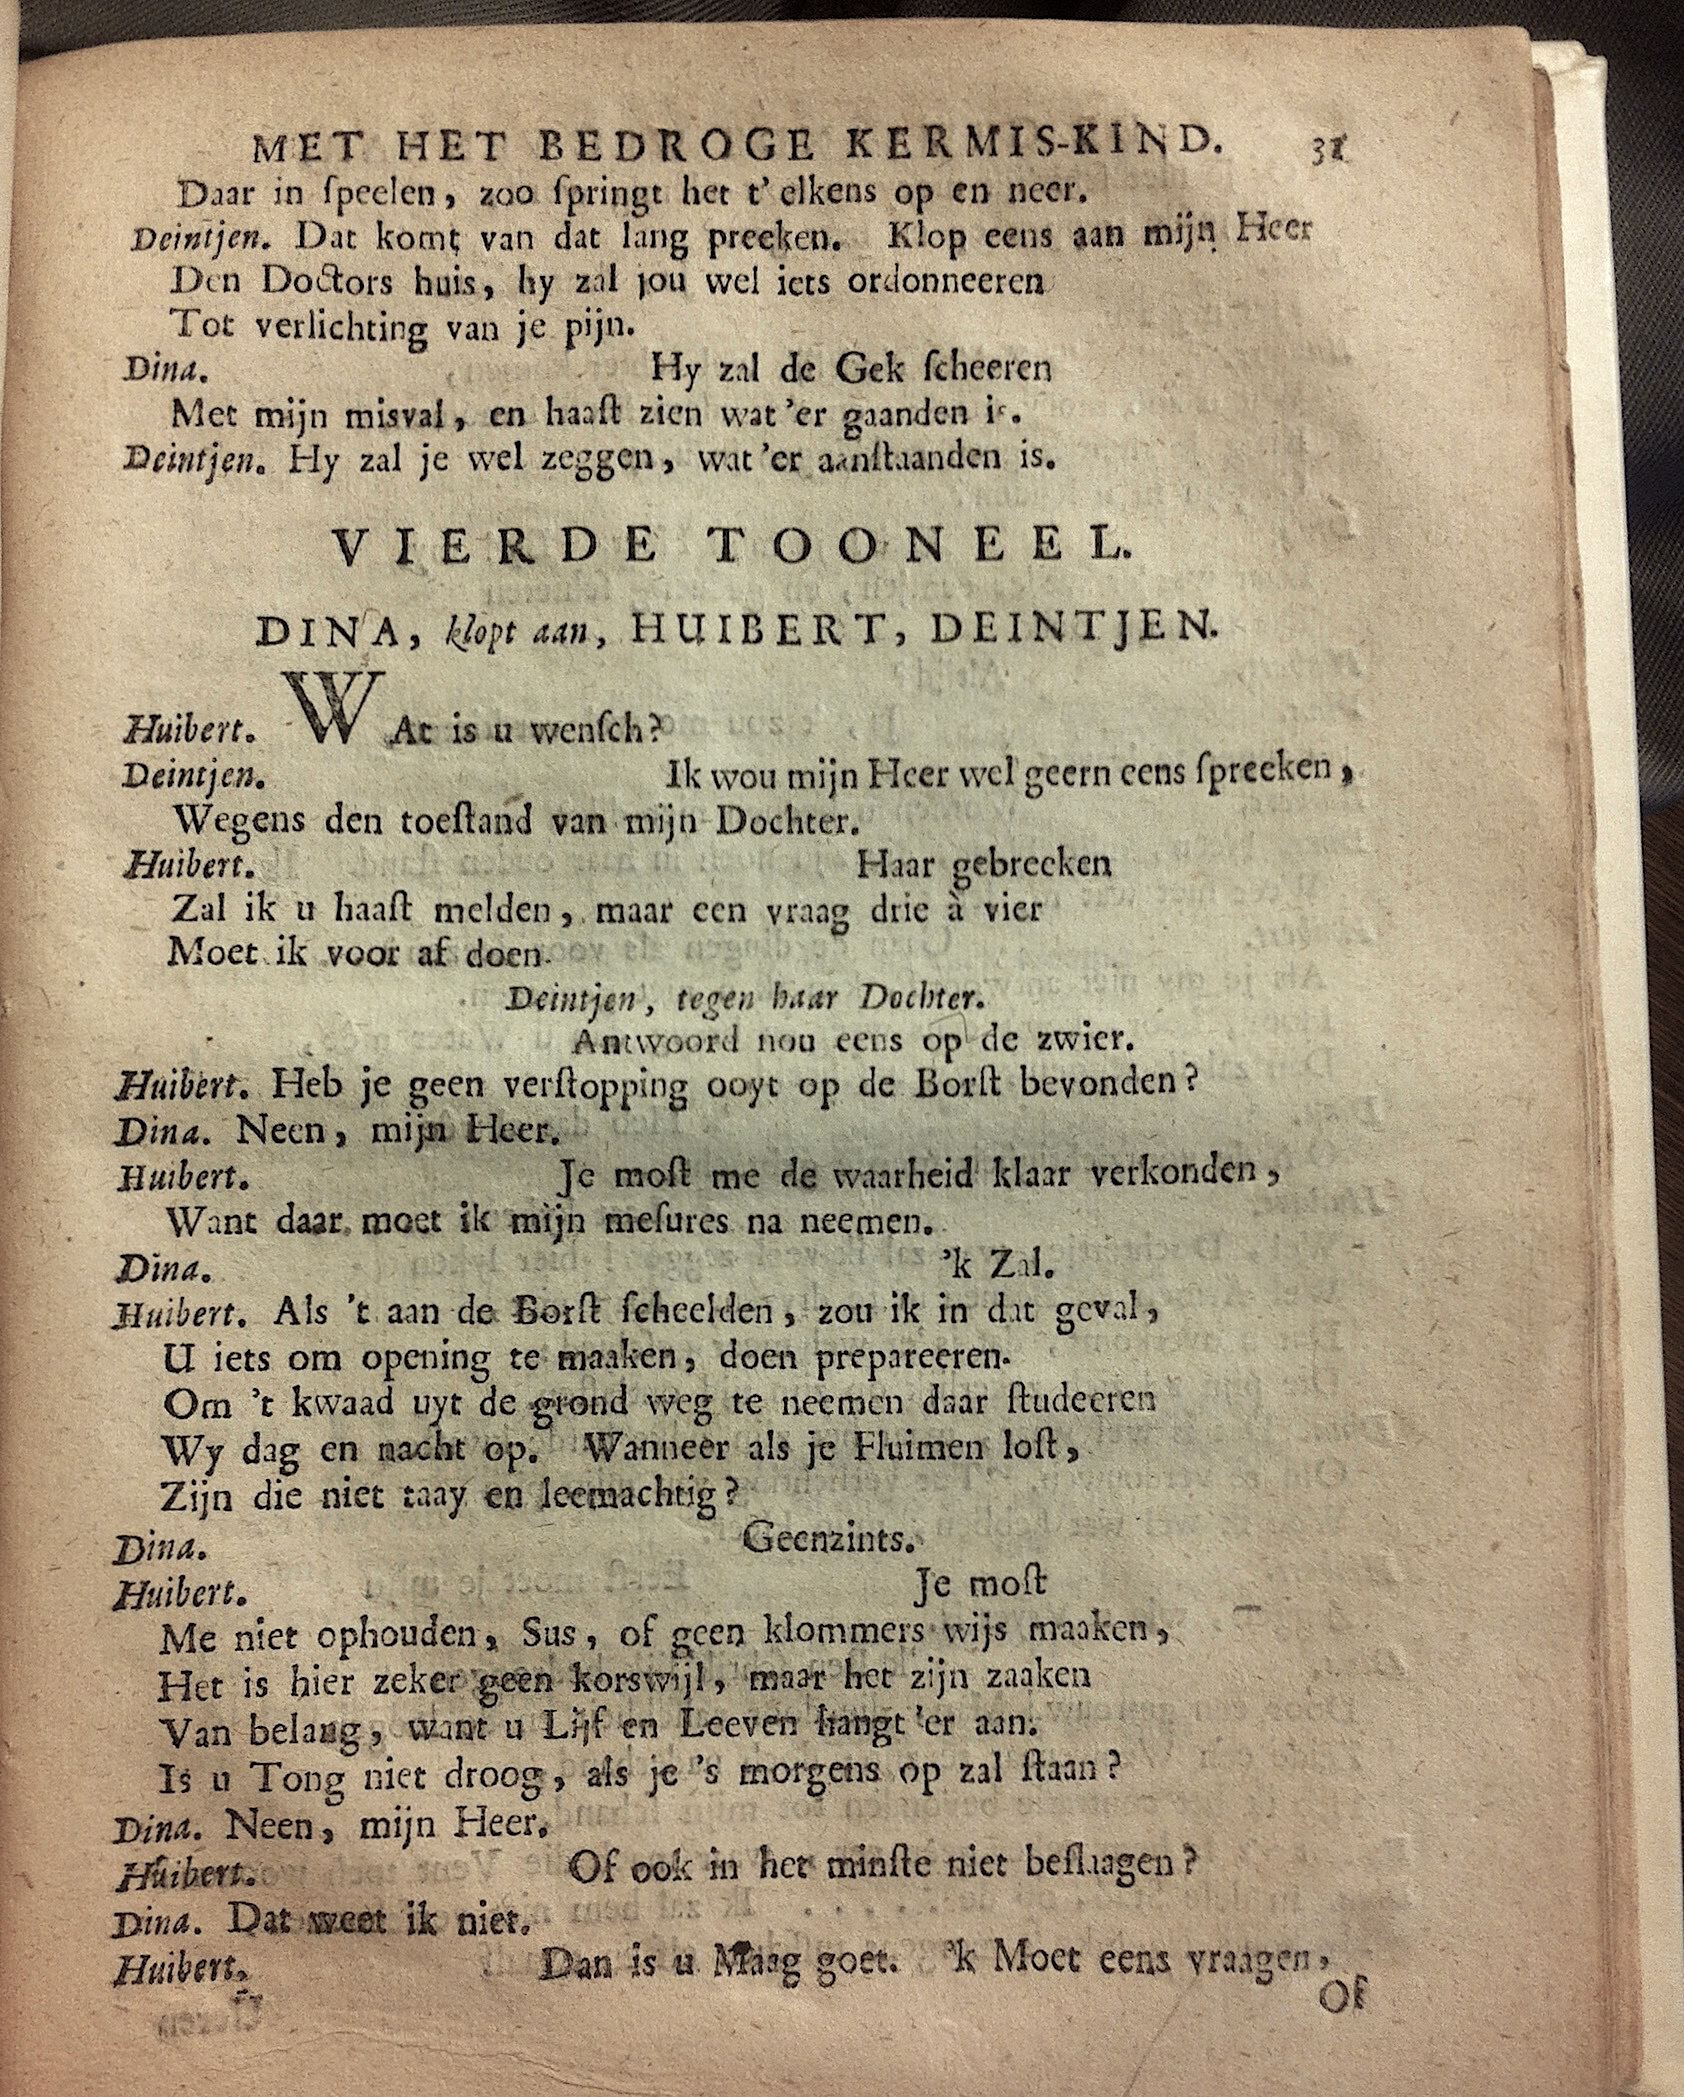 MET HET BEDROGE KERMIS-KIND. 31
Daar in ſpeelen, zoo ſpringt het t' elkens op en neer.
Deintjen. Dat komt van dat lang preeken. Klop eens aan mijn Heer
Den Doctors huis, hy zal jou wel iets ordonneeren
Tot verlichting van je pijn.
Dina. Hy zal de Gek ſcheeren
Met mijn misval, en haaſt zien wat 'er gaanden is.
Deintjen. Hy zal je wel zeggen, wat 'er aanſtaanden is.
VIERDE TOONEEL.
DINA, klopt aan, HUIBERT, DEINTJEN.
Huibert. WAt is u wenſch?
Deintjen. Ik wou mijn Heer wel geern eens ſpreeken,
Wegens den toeſtand van mijn Dochter.
Huibert. Haar gebreeken
Zal ik u haaſt melden, maar een vraag drie à vier
Moet ik voor af doen.
Deintjen, tegen haar Dochter.
Antwoord nou eens op de zwier.
Huibert. Heb je geen verſtopping ooyt op de Borſt bevonden?
Dina. Neen, mijn Heer.
Huibert. Je moſt me de waarheid klaar verkonden,
Want daar moet ik mijn meſures na neemen.
Dina. 'k Zal.
Huibert. Als 't aan de Borſt ſcheelden, zou ik in dat geval,
U iets om opening te maaken, doen prepareeren.
Om 't kwaad uyt de grond weg te neemen daar ſtudeeren
Wy dag en nacht op. Wanneer als je Fluimen loſt,
Zijn die niet taay en leemachtig?
Dina. Geenzints.
Huibert. Je moſt
Me niet ophouden, Sus, of geen klommers wijs maaken,
Het is hier zeker geen korswijl, maar het zijn zaaken
Van belang, want u Lijf en Leeven hangt 'er aan.
Is u Tong niet droog, als je 's morgens op zal ſtaan?
Dina. Neen, mijn Heer.
Huibert. Of ook in het minſte niet beſlaagen?
Dina. Dat weet ik niet.
Huibert. Dan is u Maag goet. 'k Moet eens vraagen,
Of